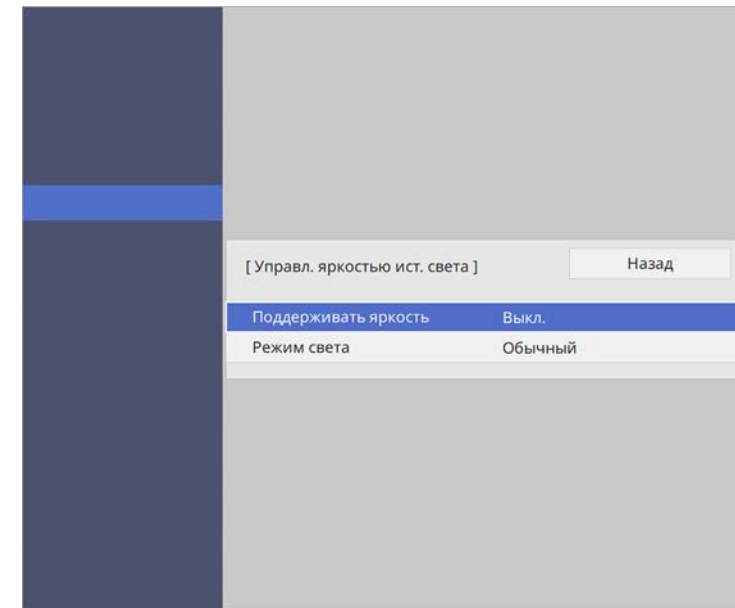 [ Управл. яркостью ист. света ] Назад
Поддерживать яркость Выкл.
Режим света Обычный